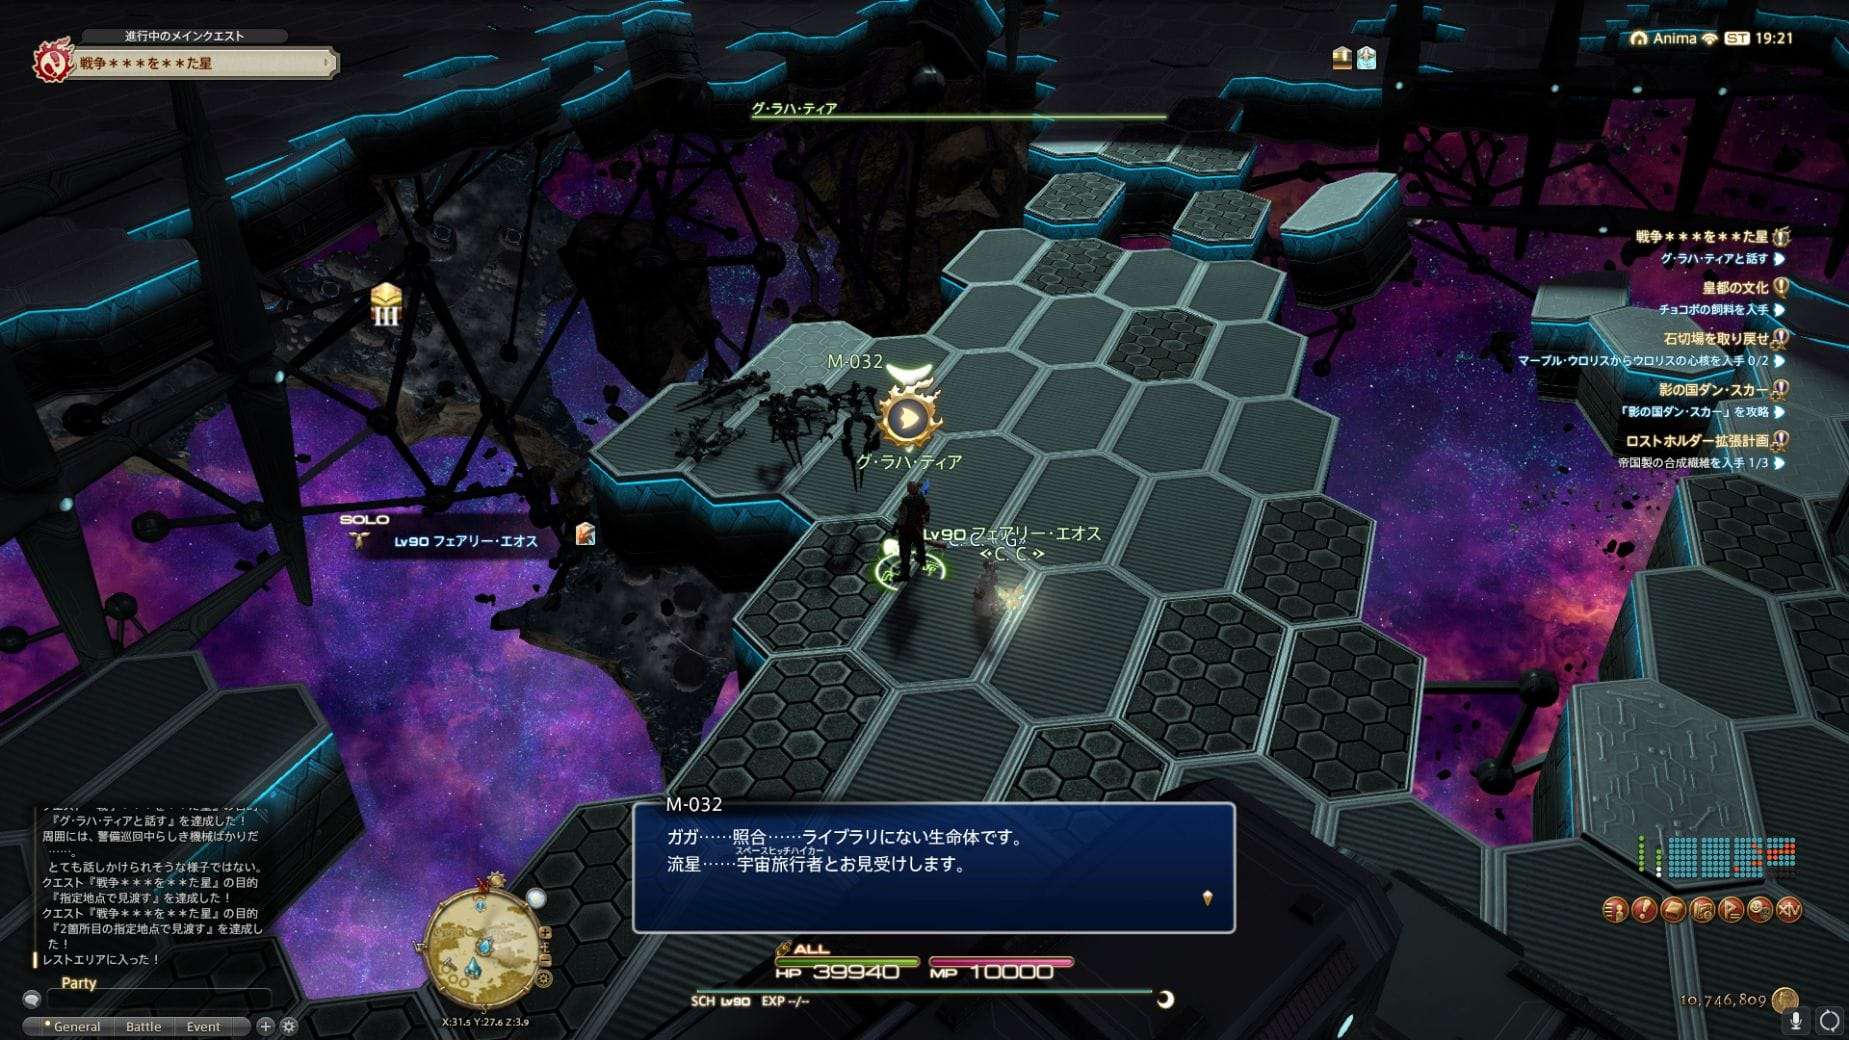 進行中のメインクエスト
戦争＊＊＊を＊＊た星
Anima ST 19:21
グ・ラハ・ティア
戦争＊＊＊を＊＊た星
グ・ラハ・ティアと話す
皇都の文化
チョコボの飼料を入手
石切場を取り戻せ
マーブル・ウロリスからウロリスの心核を入手 0/2
影の国ダン・スカー
「影の国ダン・スカー」を攻略
ロストホルダー拡張計画
帝国製の合成繊維を入手 1/3
III
M-032
グ・ラハ・ティア
SOLO
Lv90 フェアリー・エオス
Lv90 フェアリー・エオス
M-032
ガガ……照合……ライブラリにない生命体です。
スペースヒッチハイカー
流星……宇宙旅行者とお見受けします。
『グ・ラハ・ティアと話す』を達成した！
周囲には、警備巡回中らしき機械ばかりだ
……。
とても話しかけられそうな様子ではない。
クエスト『戦争＊＊＊を＊＊た星』の目的
『指定地点で見渡す』を達成した！
クエスト『戦争＊＊＊を＊＊た星』の目的
『2箇所目の指定地点で見渡す』を達成し
た！
レストエリアに入った！
Party
General Battle Event
X:31.5 Y:27.6 Z:3.9
ALL
HP 39940 MP 10000
SCH Lv90 EXP --/--
10,746,809
XIV